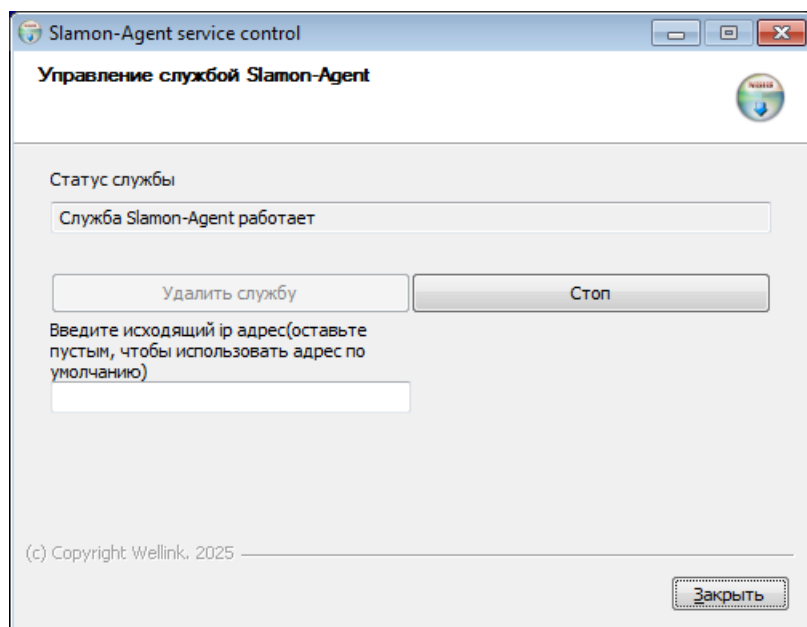 Slamon-Agent service control
Управление службой Slamon-Agent
Статус службы
Служба Slamon-Agent работает
Удалить службу
Стоп
Введите исходящий ip адрес(оставьте
пустым, чтобы использовать адрес по
умолчанию)
(c) Copyright Wellink. 2025
Закрыть